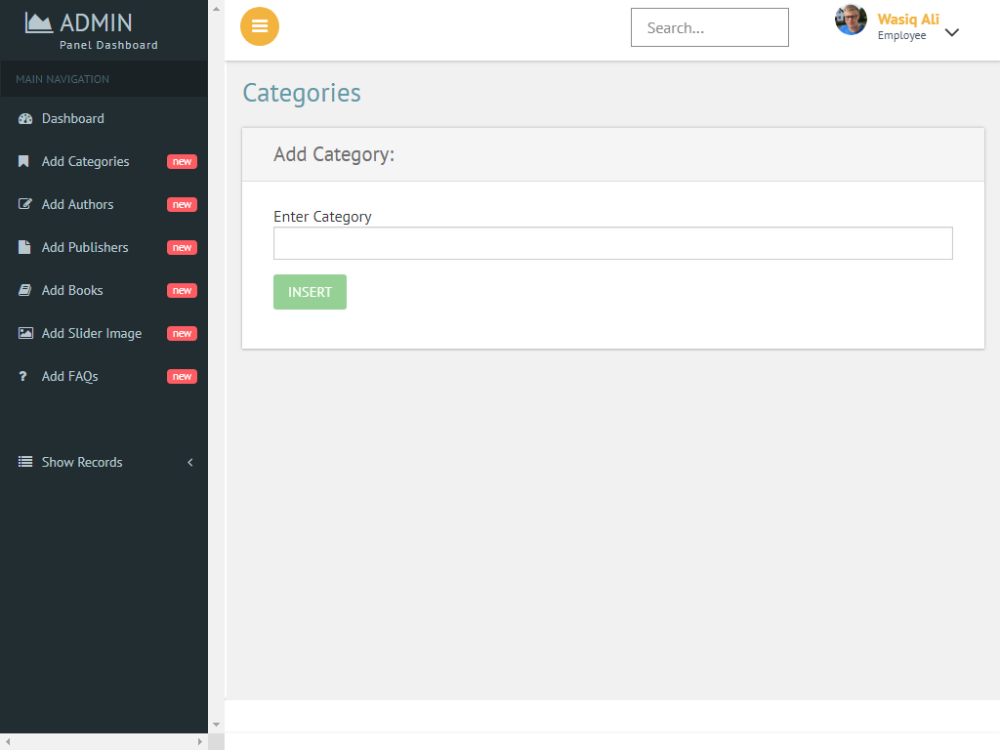 ADMIN
Panel Dashboard
MAIN NAVIGATION
Dashboard
Add Categories new
Add Authors new
Add Publishers new
Add Books new
Add Slider Image new
Add FAQs new
Show Records
Search...
Wasiq Ali
Employee
Categories
Add Category:
Enter Category
INSERT